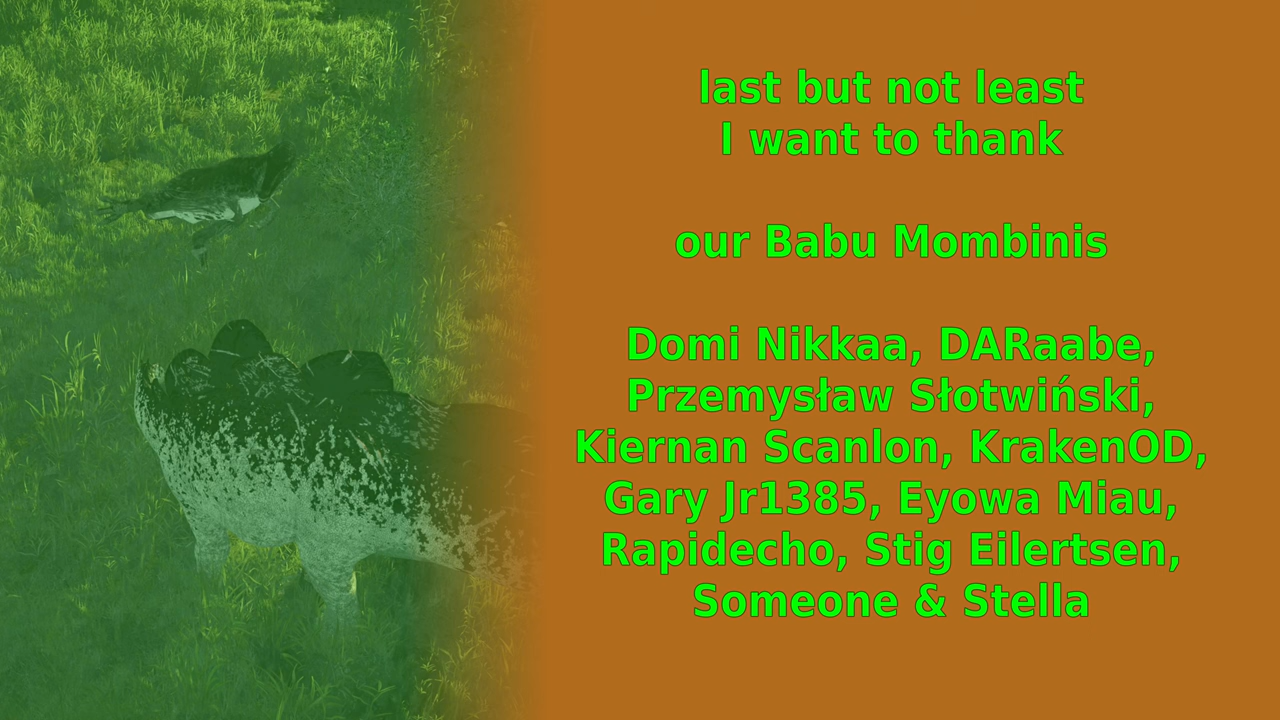 last but not least
I want to thank
our Babu Mombinis
Domi Nikkaa, DARaabe,
Przemysław Słotwiński,
Kiernan Scanlon, KrakenOD,
Gary Jr1385, Eyowa Miau,
Rapidecho, Stig Eilertsen,
Someone & Stella